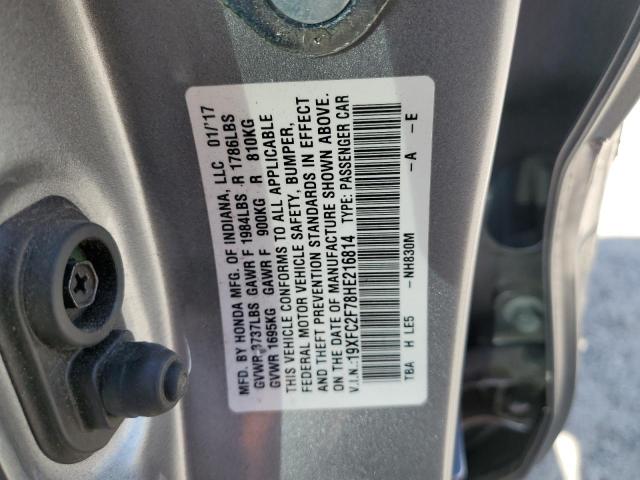 MFD. BY HONDA MFG. OF INDIANA, LLC 01/'17
GVWR 3737LBS GAWR F 1984LBS R 1786LBS
GVWR 1695KG GAWR F 900KG R 810KG
THIS VEHICLE CONFORMS TO ALL APPLICABLE
FEDERAL MOTOR VEHICLE SAFETY, BUMPER,
AND THEFT PREVENTION STANDARDS IN EFFECT
ON THE DATE OF MANUFACTURE SHOWN ABOVE.
V.I.N.:19XFC2F78HE216814 TYPE: PASSENGER CAR
TBA H LE5 -NH830M -A -E